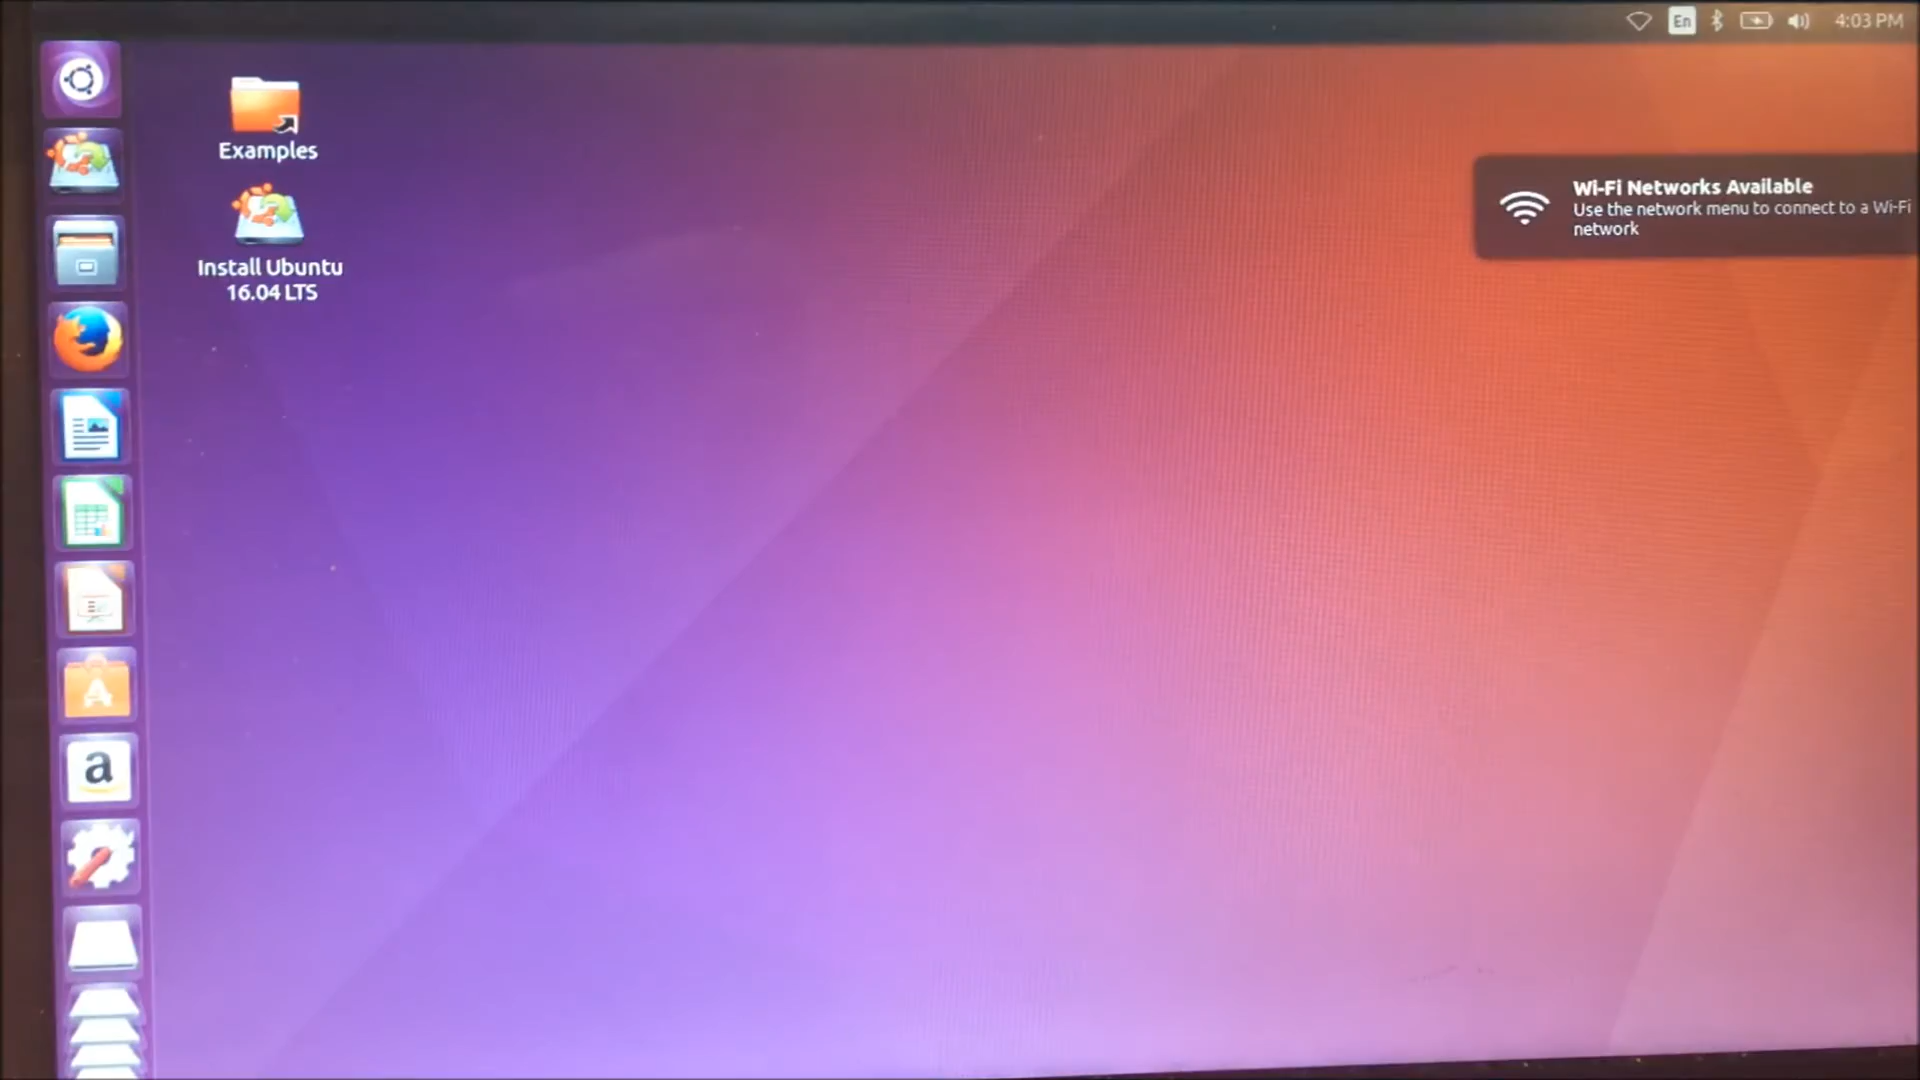 En
4:03 PM
Examples
Install Ubuntu
16.04 LTS
Wi-Fi Networks Available
Use the network menu to connect to a Wi-Fi
network
A
a